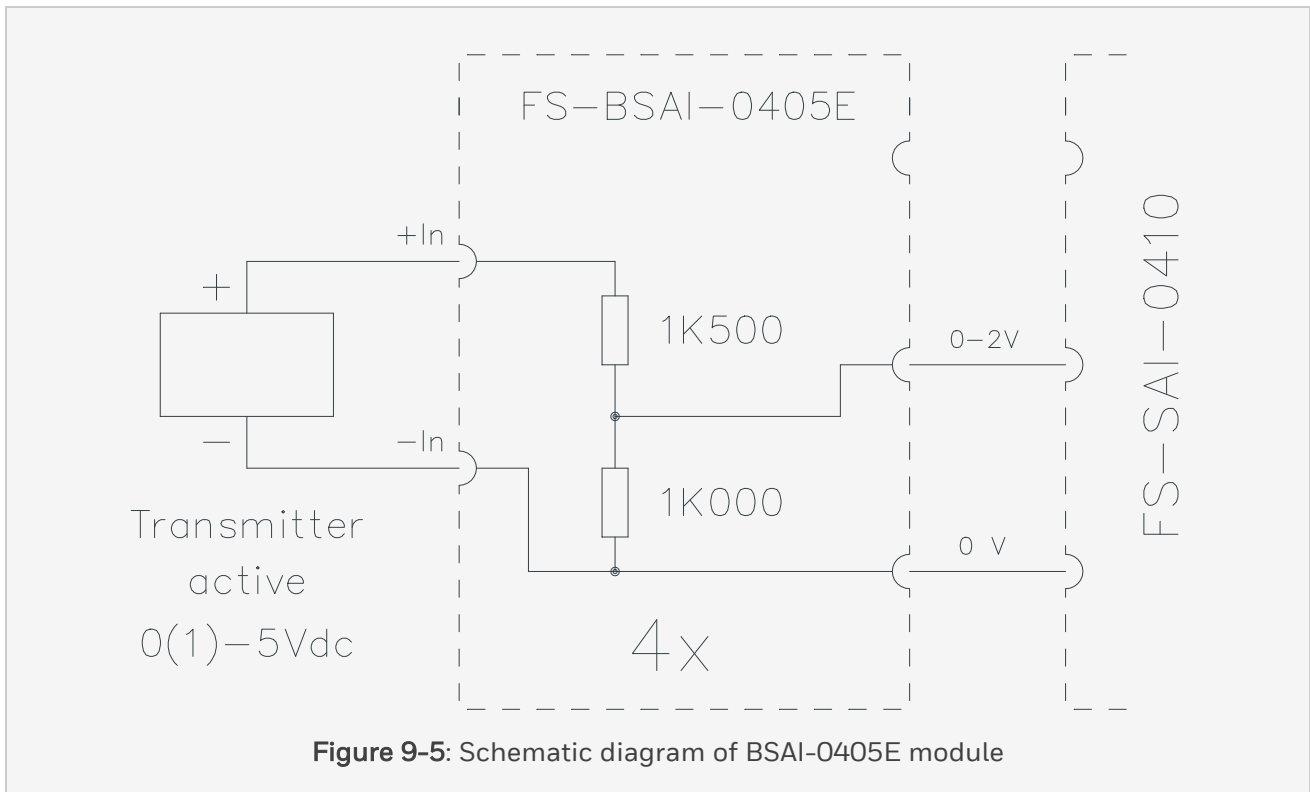 FS-BSAI-0405E
+In
+
1K500
0-2V
FS-SAI-0410
−
-In
1K000
0 V
Transmitter
active
0(1)-5Vdc
4x
Figure 9-5: Schematic diagram of BSAI-0405E module